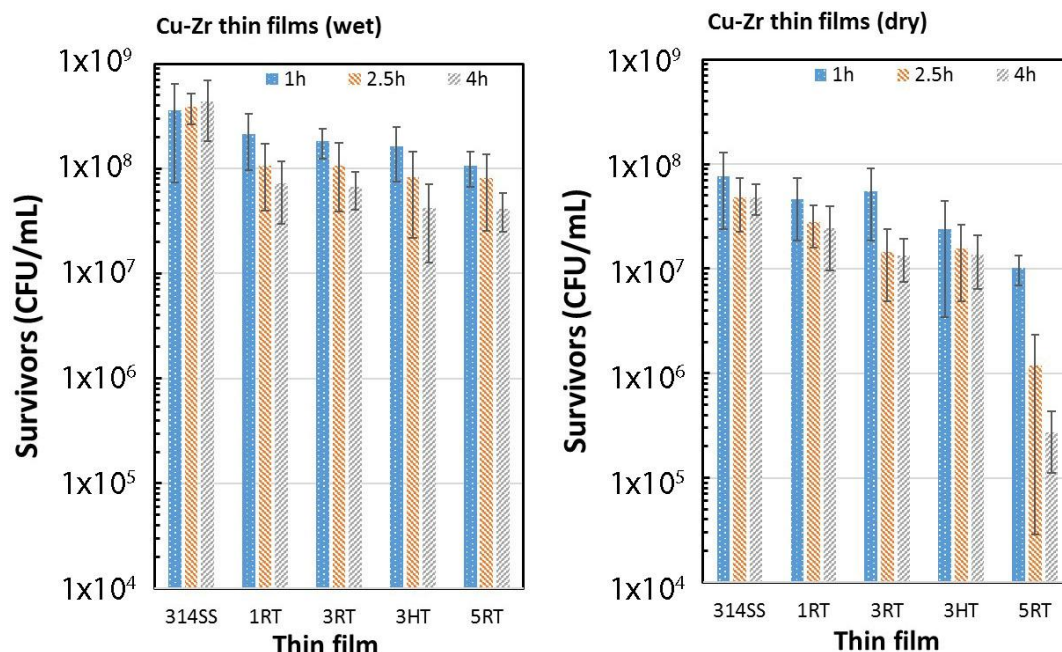 Cu-Zr thin films (wet)
1x10⁹
1h 2.5h 4h
1x10⁸
1x10⁷
1x10⁶
1x10⁵
1x10⁴
Survivors (CFU/mL)
314SS 1RT 3RT 3HT 5RT
Thin film
Cu-Zr thin films (dry)
1x10⁹
1h 2.5h 4h
1x10⁸
1x10⁷
1x10⁶
1x10⁵
1x10⁴
Survivors (CFU/mL)
314SS 1RT 3RT 3HT 5RT
Thin film